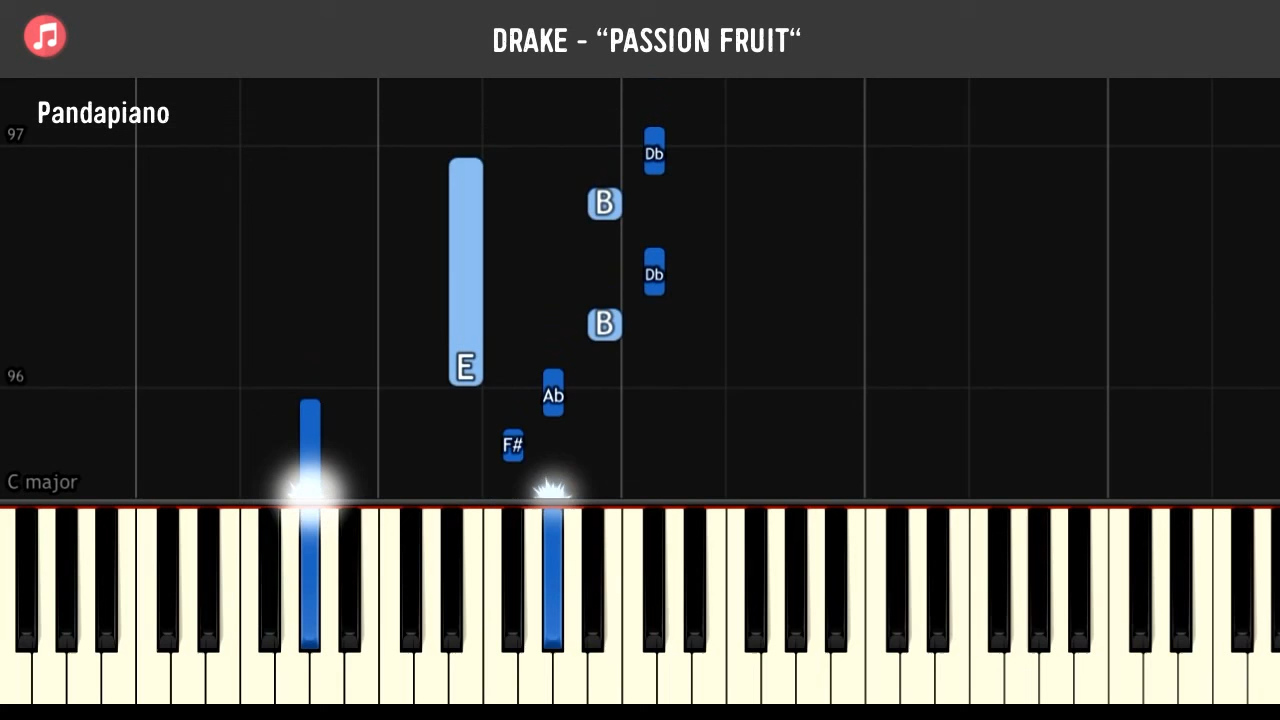 DRAKE - “PASSION FRUIT“
Pandapiano
97
Db
B
Db
B
E
96
Ab
F#
C major